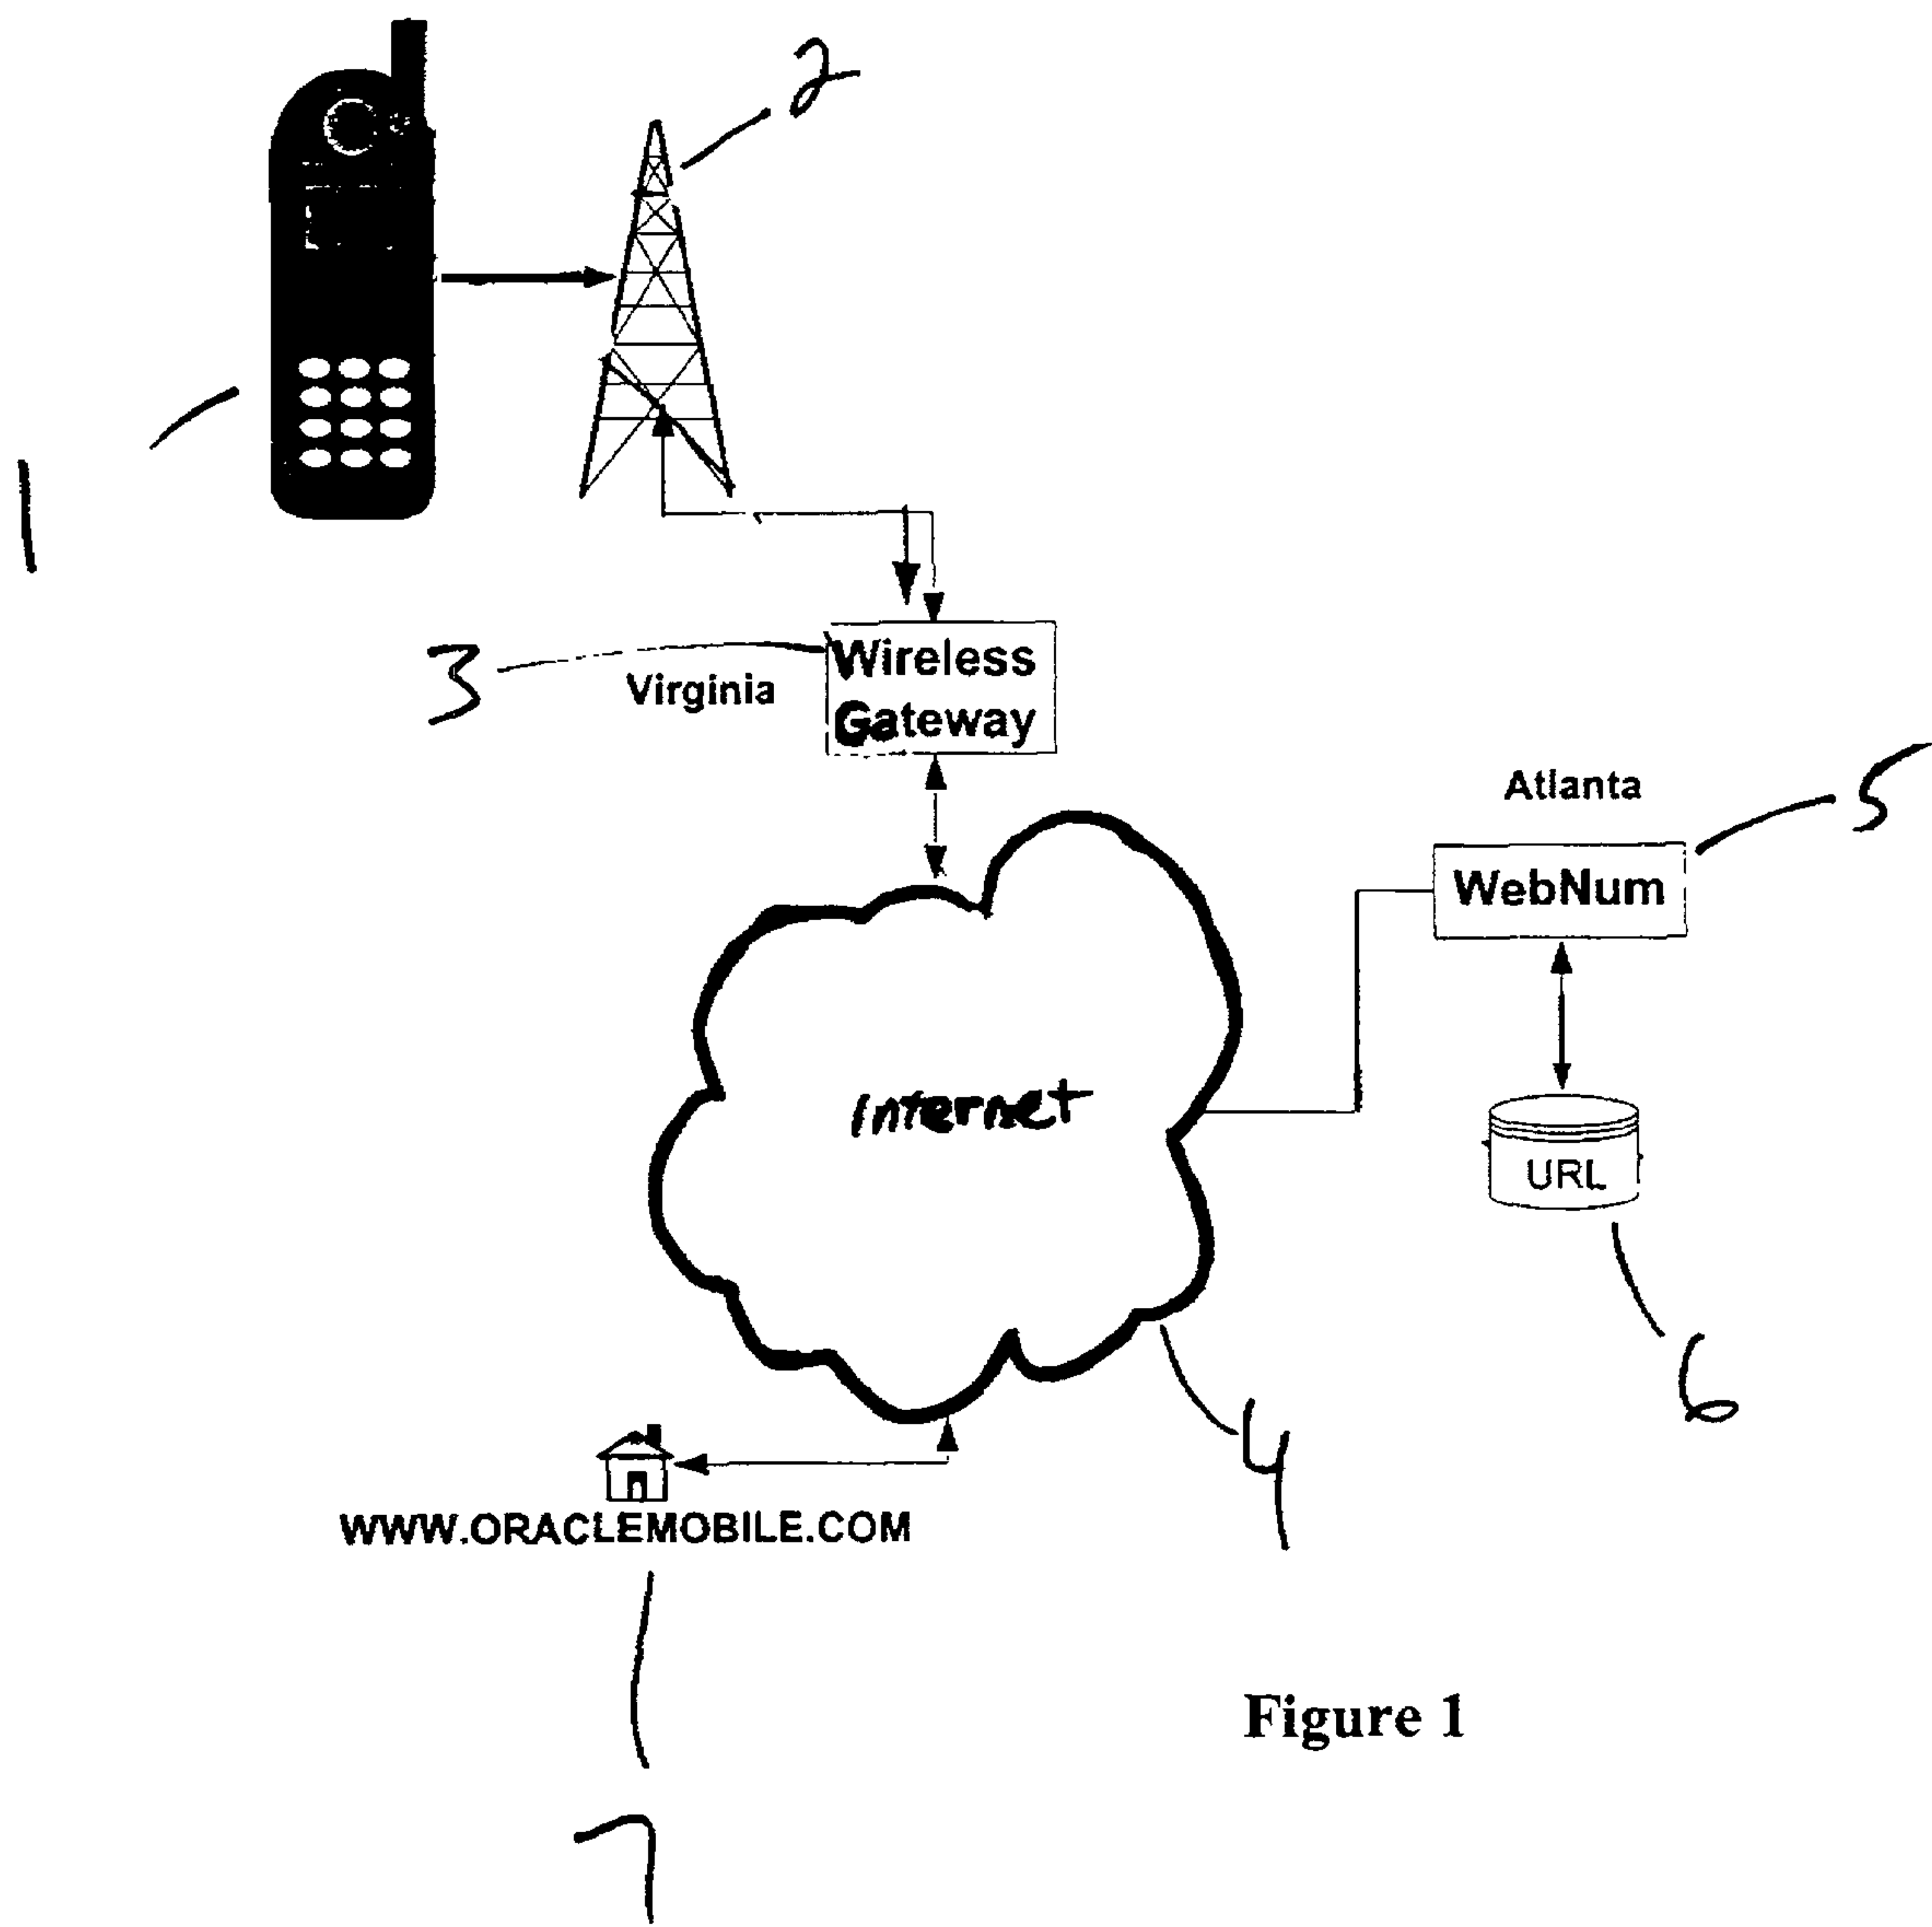 2
1
3
Virginia
Wireless
Gateway
Atlanta
5
WebNum
Internet
URL
6
4
WWW.ORACLEMOBILE.COM
Figure 1
7